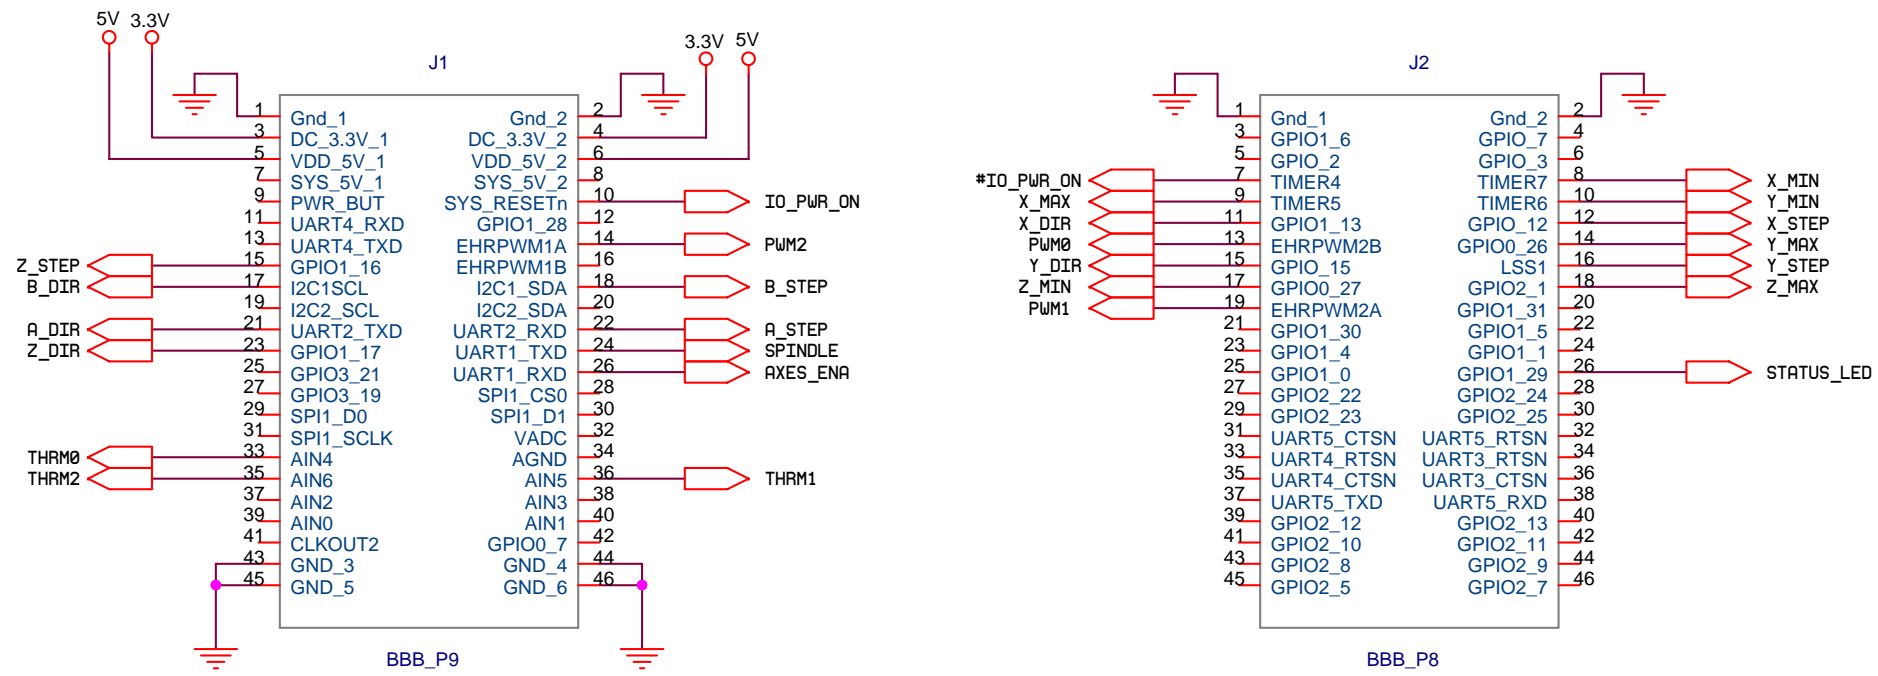 5V 3.3V
3.3V 5V
J1
1 Gnd_1 Gnd_2 2
3 DC_3.3V_1 DC_3.3V_2 4
5 VDD_5V_1 VDD_5V_2 6
7 SYS_5V_1 SYS_5V_2 8
9 PWR_BUT SYS_RESETn 10 IO_PWR_ON
11 UART4_RXD GPIO1_28 12
13 UART4_TXD EHRPWM1A 14 PWM2
Z_STEP 15 GPIO1_16 EHRPWM1B 16
B_DIR 17 I2C1SCL I2C1_SDA 18 B_STEP
19 I2C2_SCL I2C2_SDA 20
A_DIR 21 UART2_TXD UART2_RXD 22 A_STEP
Z_DIR 23 GPIO1_17 UART1_TXD 24 SPINDLE
25 GPIO3_21 UART1_RXD 26 AXES_ENA
27 GPIO3_19 SPI1_CS0 28
29 SPI1_D0 SPI1_D1 30
31 SPI1_SCLK VADC 32
THRM0 33 AIN4 AGND 34
THRM2 35 AIN6 AIN5 36 THRM1
37 AIN2 AIN3 38
39 AIN0 AIN1 40
41 CLKOUT2 GPIO0_7 42
43 GND_3 GND_4 44
45 GND_5 GND_6 46
BBB_P9
J2
1 Gnd_1 Gnd_2 2
3 GPIO1_6 GPIO_7 4
5 GPIO_2 GPIO_3 6
#IO_PWR_ON 7 TIMER4 TIMER7 8 X_MIN
X_MAX 9 TIMER5 TIMER6 10 Y_MIN
X_DIR 11 GPIO1_13 GPIO_12 12 X_STEP
PWM0 13 EHRPWM2B GPIO0_26 14 Y_MAX
Y_DIR 15 GPIO_15 LSS1 16 Y_STEP
Z_MIN 17 GPIO0_27 GPIO2_1 18 Z_MAX
PWM1 19 EHRPWM2A GPIO1_31 20
21 GPIO1_30 GPIO1_5 22
23 GPIO1_4 GPIO1_1 24
25 GPIO1_0 GPIO1_29 26 STATUS_LED
27 GPIO2_22 GPIO2_24 28
29 GPIO2_23 GPIO2_25 30
31 UART5_CTSN UART5_RTSN 32
33 UART4_RTSN UART3_RTSN 34
35 UART4_CTSN UART3_CTSN 36
37 UART5_TXD UART5_RXD 38
39 GPIO2_12 GPIO2_13 40
41 GPIO2_10 GPIO2_11 42
43 GPIO2_8 GPIO2_9 44
45 GPIO2_5 GPIO2_7 46
BBB_P8